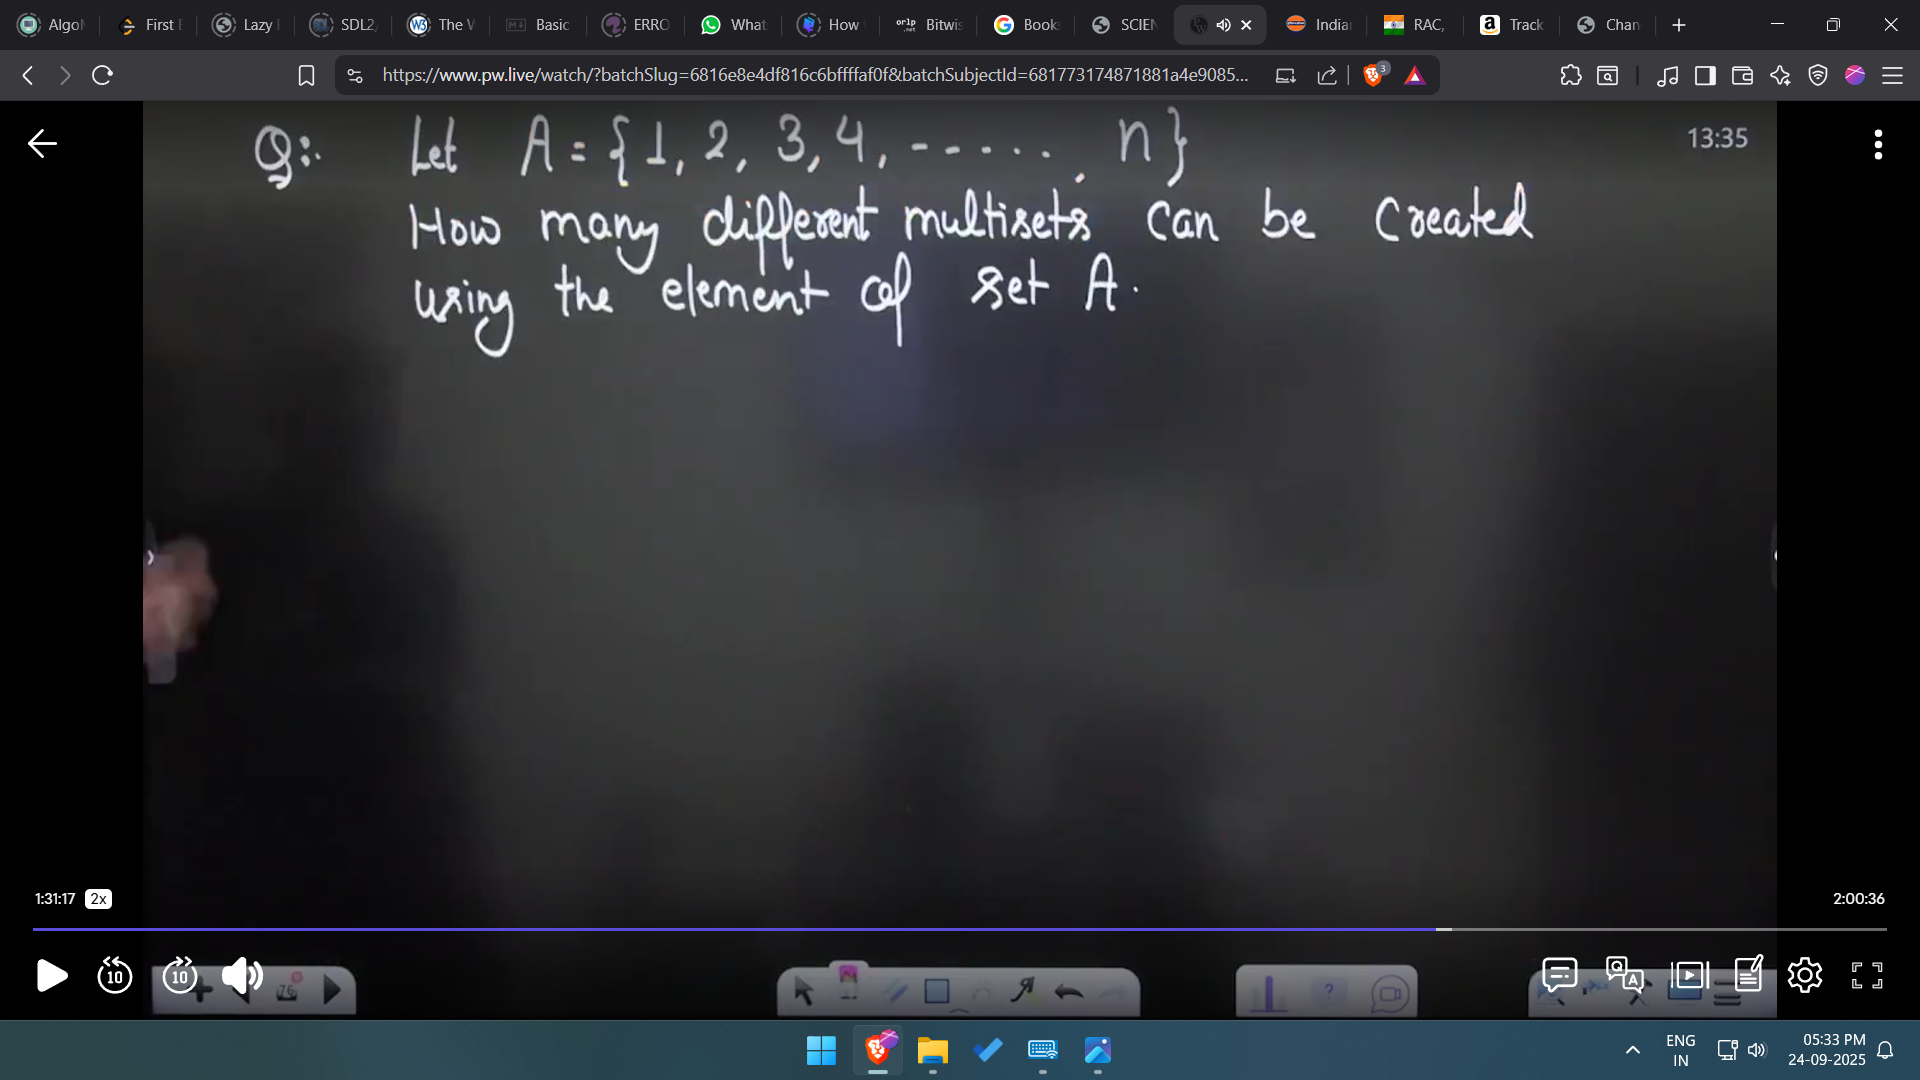 Algo
First E
Lazy
SDL2,
The V
Basic
ERRO
What
How
Bitwis
Book
SCIEN
India
RAC,
Track
Chan
https://www.pw.live/watch/?batchSlug=6816e8e4df816c6bffffaf0f&batchSubjectId=681773174871881a4e9085...
3
Q:. Let A = {1, 2, 3, 4, ------, n}
13:35
How many different multisets can be created
using the element of set A.
1:31:17 2x
2:00:36
10 10
76
?
ENG
IN
05:33 PM
24-09-2025